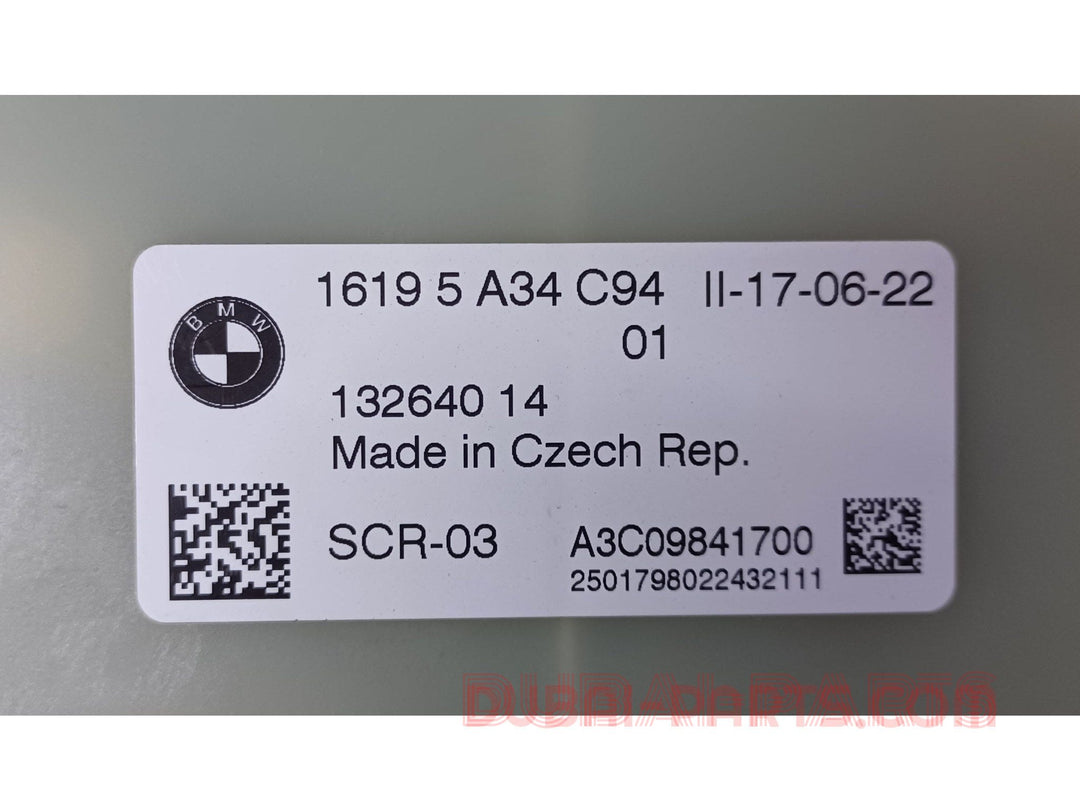 1619 5 A34 C94 II-17-06-22
01
BMW
132640 14
Made in Czech Rep.
SCR-03 A3C09841700
2501798022432111
DUBAI-APARTS.COM